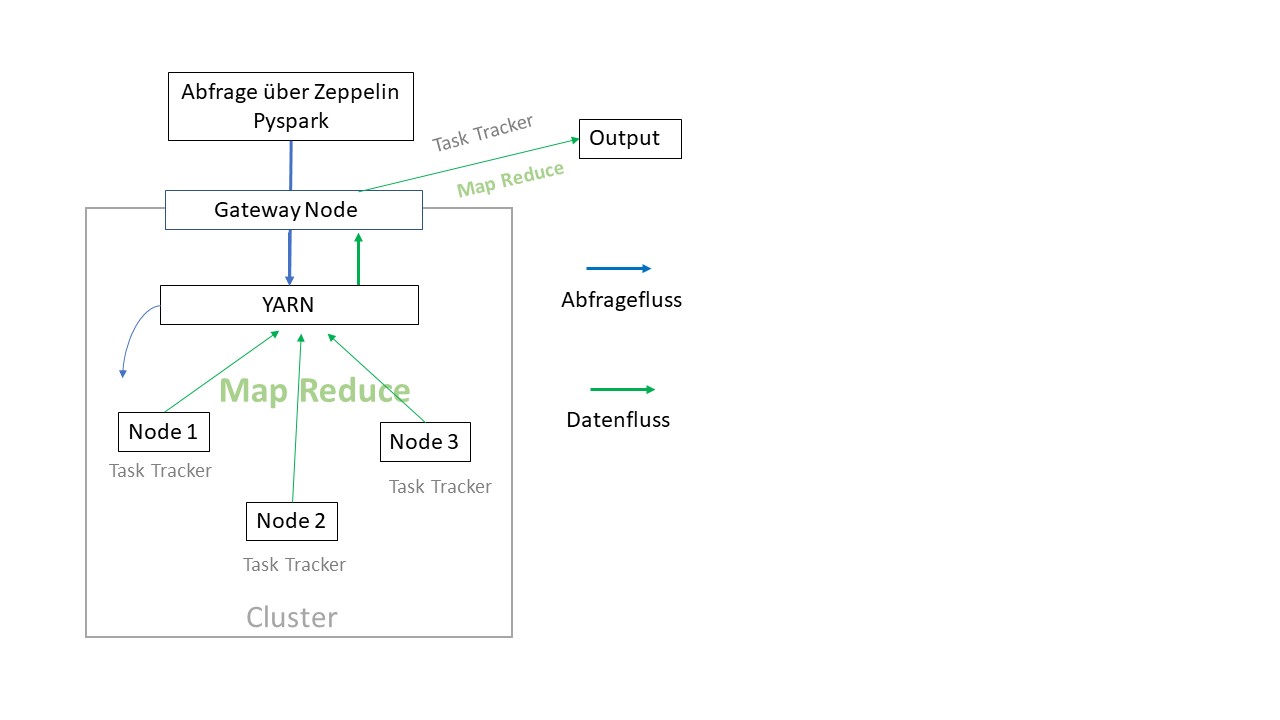 Abfrage über Zeppelin
Pyspark
Task Tracker
Output
Map Reduce
Gateway Node
Abfragefluss
YARN
Map Reduce
Datenfluss
Node 1
Node 3
Task Tracker
Task Tracker
Node 2
Task Tracker
Cluster